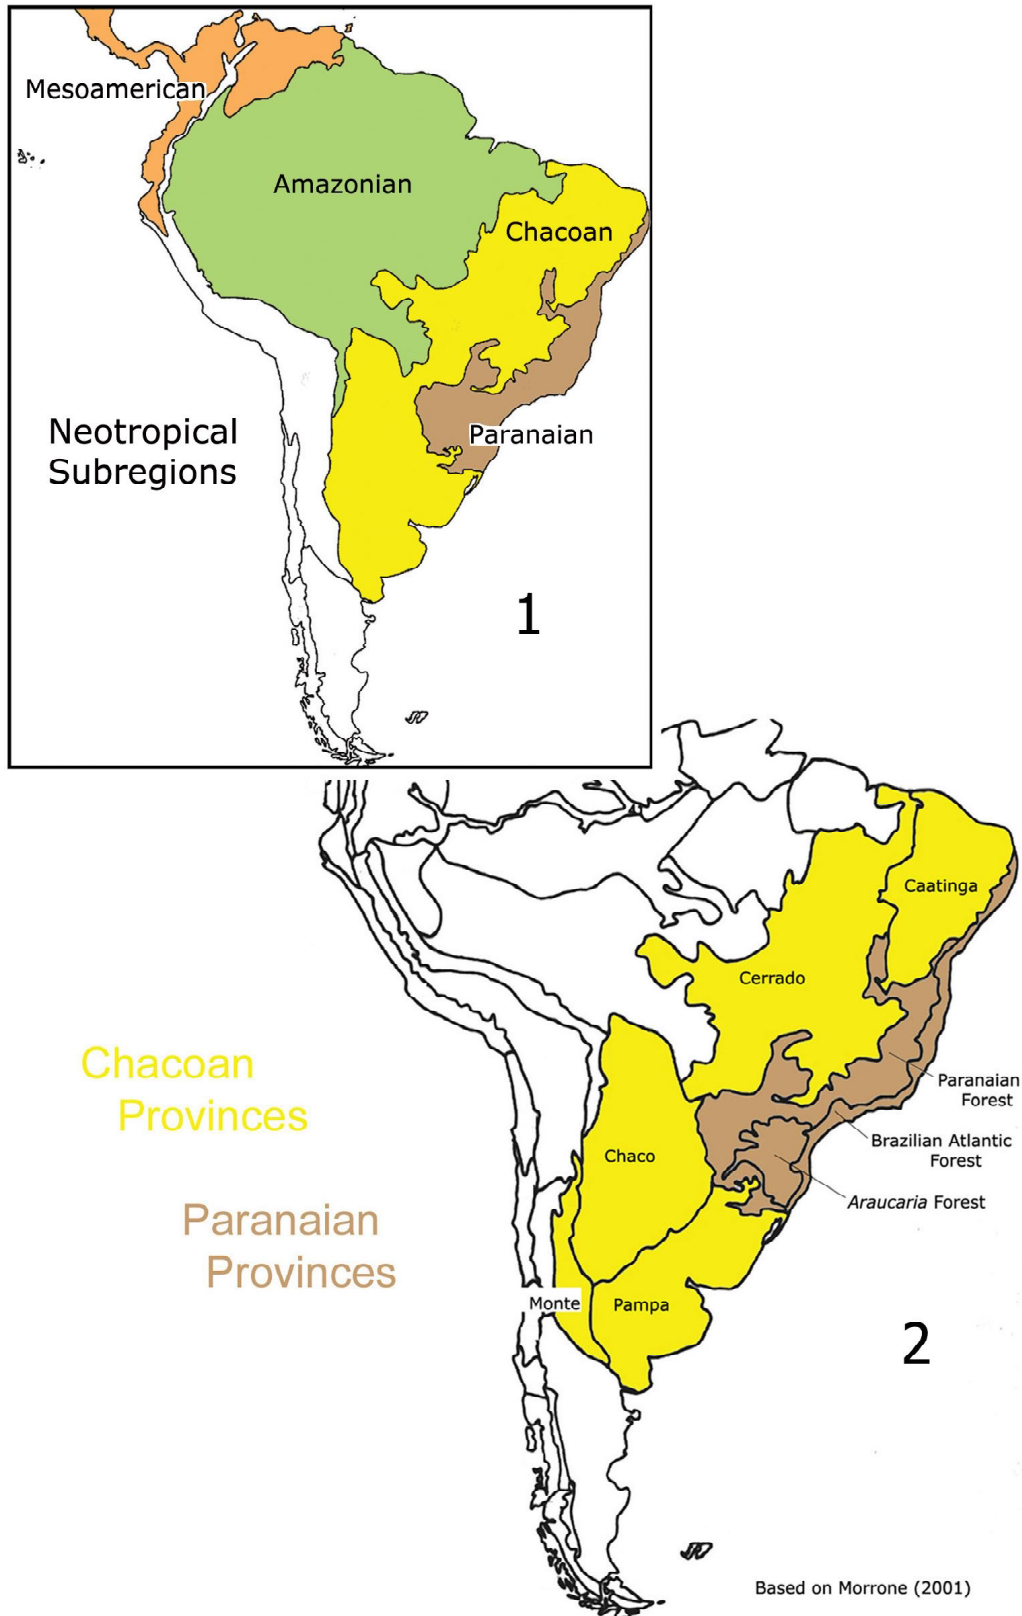 Mesoamerican
Amazonian
Chacoan
Paranaian
Neotropical
Subregions
1
Caatinga
Cerrado
Chacoan
Provinces
Paranaian
Forest
Brazilian Atlantic
Forest
Chaco
Araucaria Forest
Paranaian
Provinces
Monte
Pampa
2
Based on Morrone (2001)